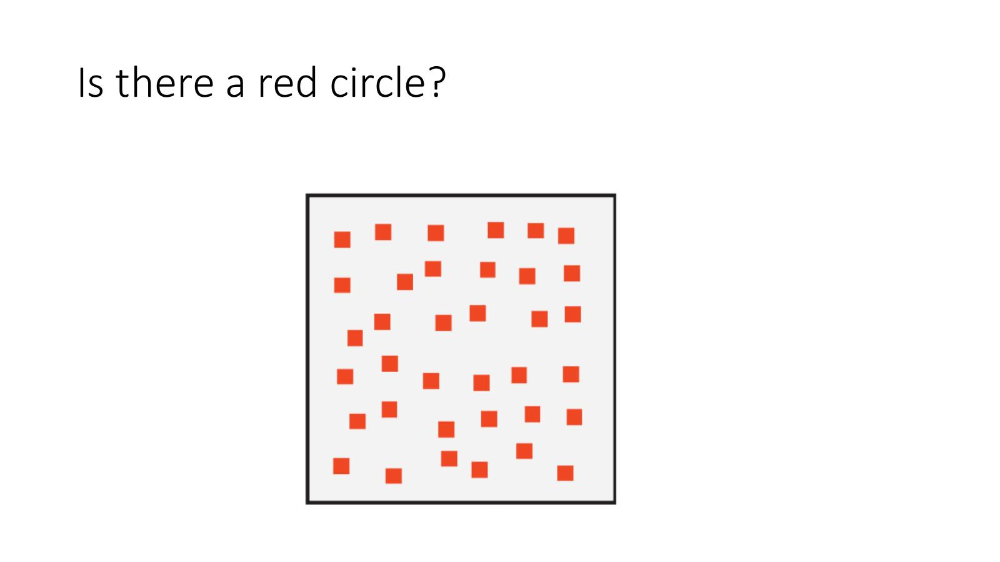 Is there a red circle?